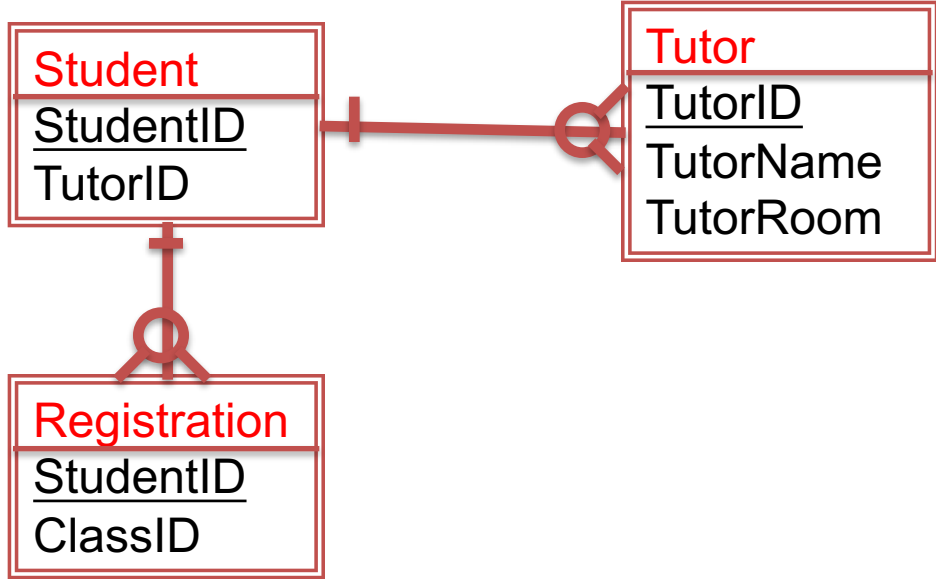 Student
StudentID
TutorID
Tutor
TutorID
TutorName
TutorRoom
Registration
StudentID
ClassID